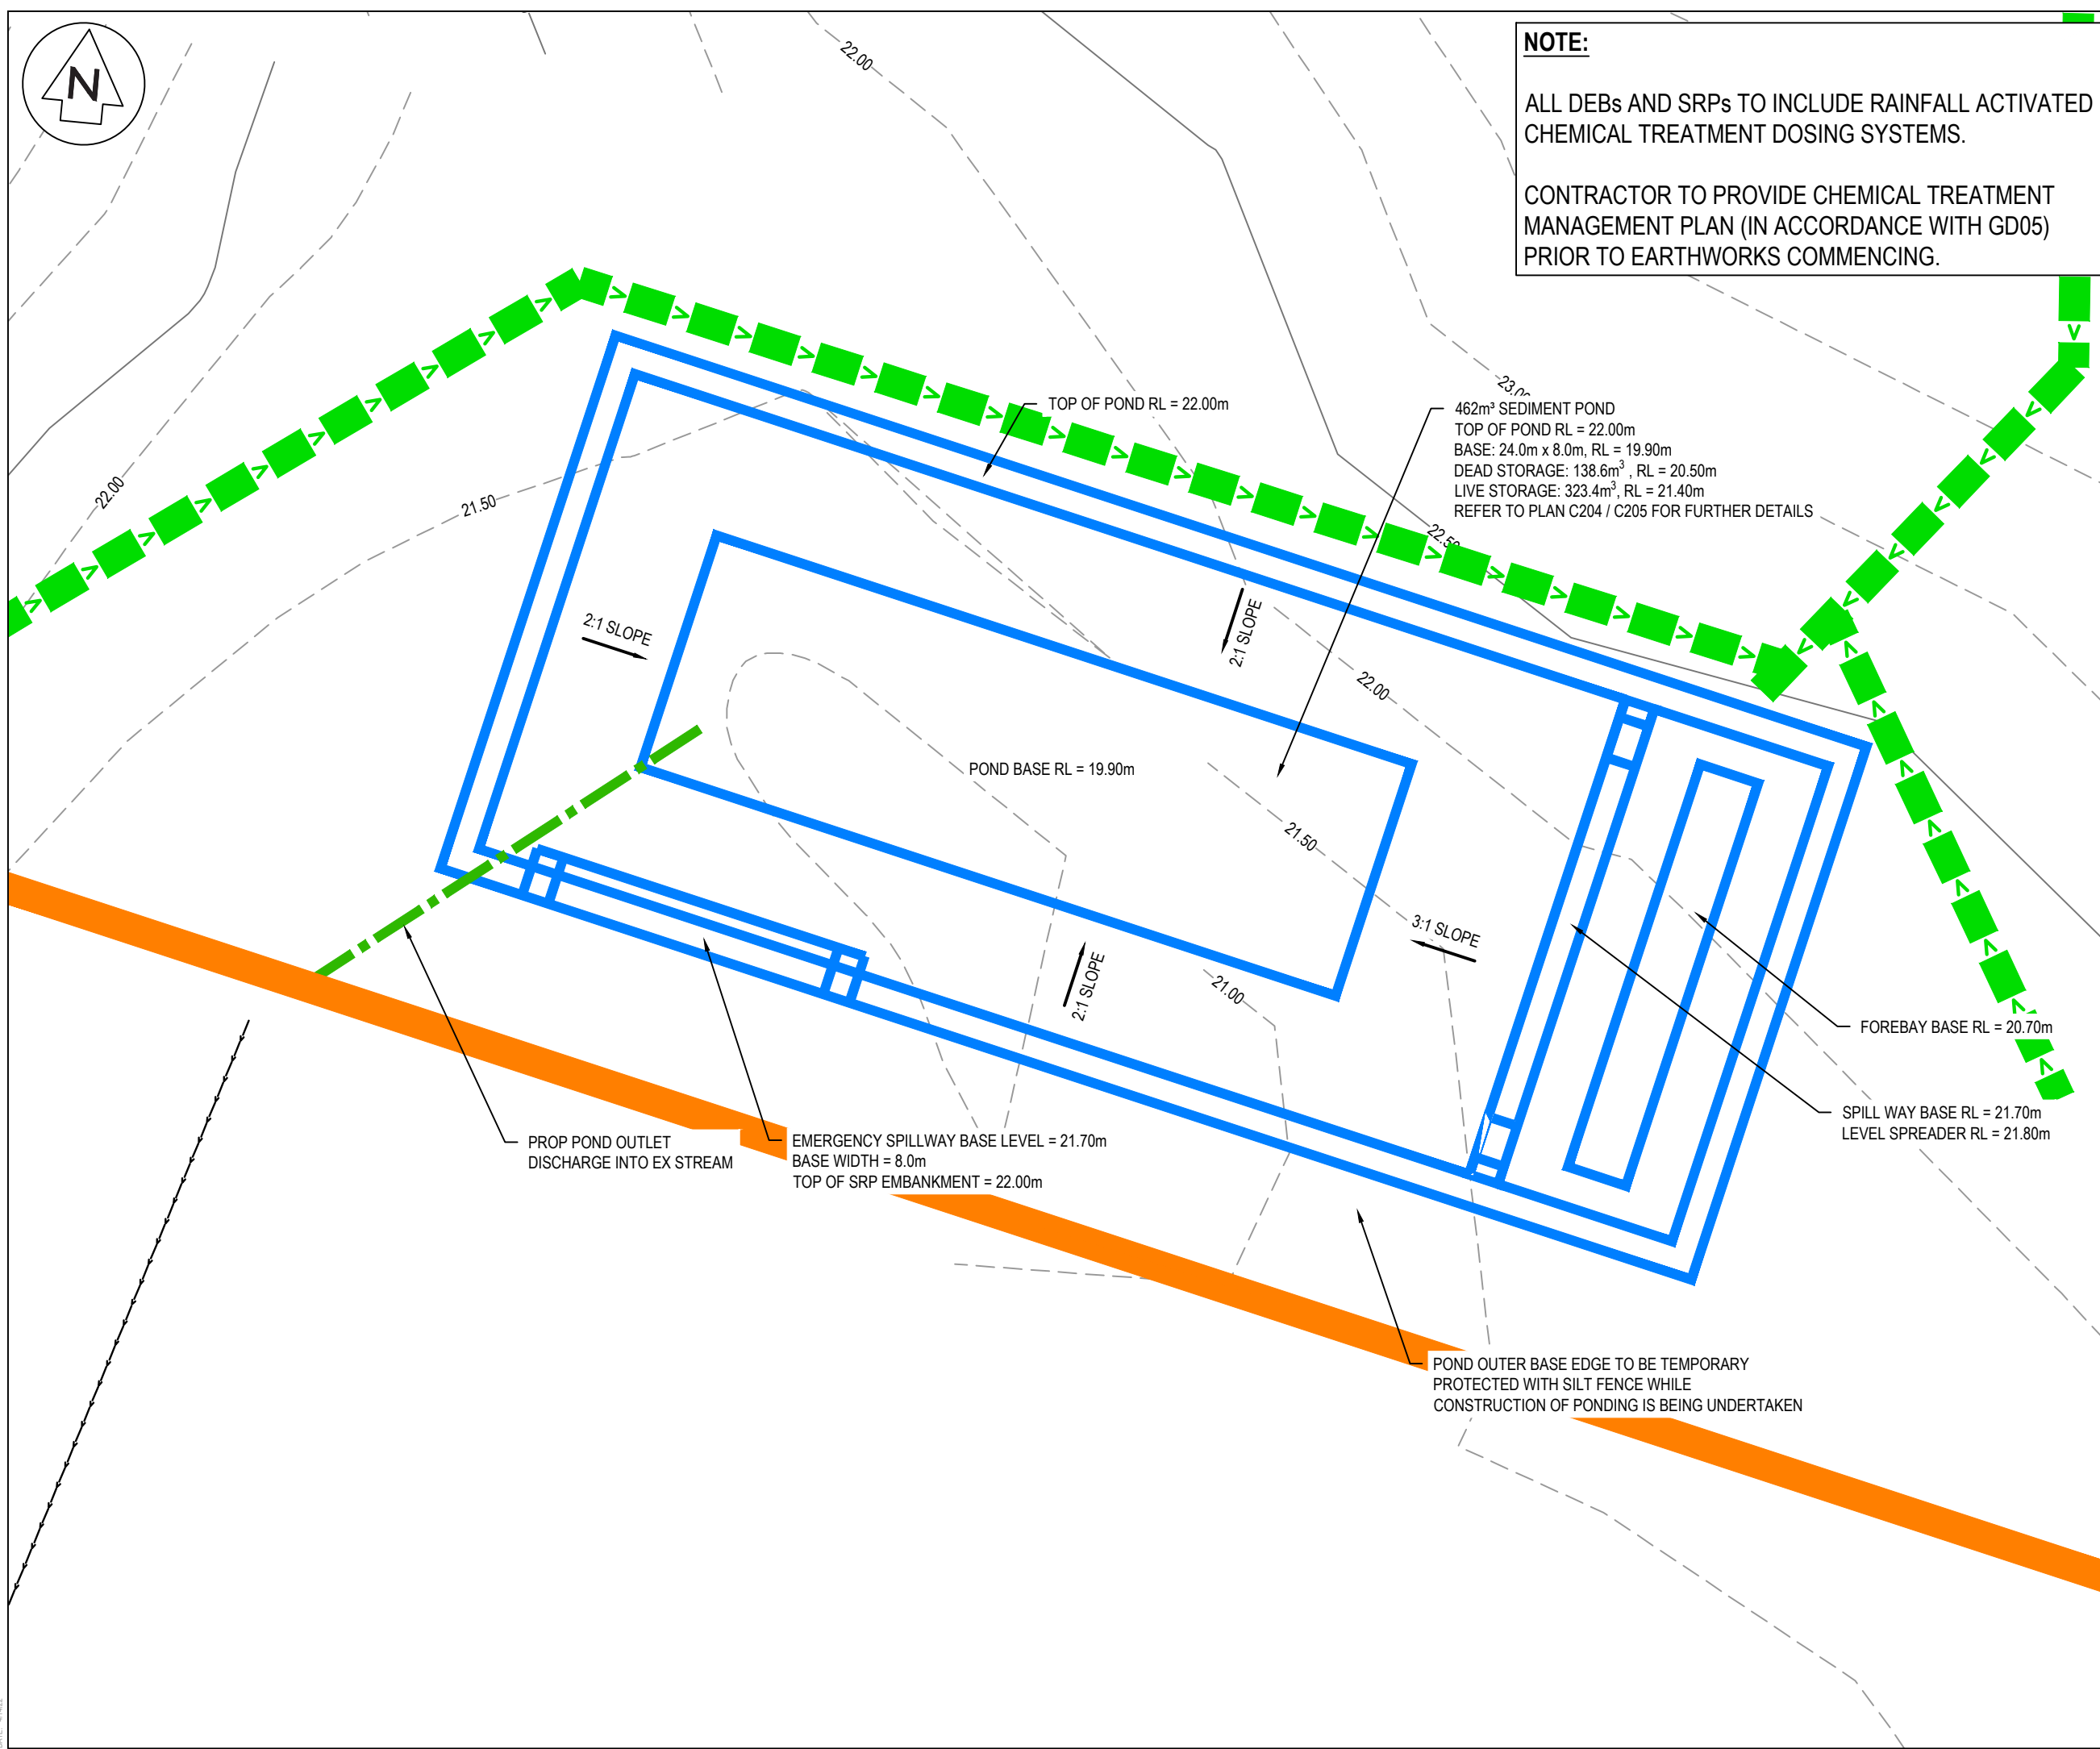 N
NOTE:
ALL DEBs AND SRPs TO INCLUDE RAINFALL ACTIVATED
CHEMICAL TREATMENT DOSING SYSTEMS.
CONTRACTOR TO PROVIDE CHEMICAL TREATMENT
MANAGEMENT PLAN (IN ACCORDANCE WITH GD05)
PRIOR TO EARTHWORKS COMMENCING.
22.00
23.00
TOP OF POND RL = 22.00m
462m³ SEDIMENT POND
TOP OF POND RL = 22.00m
BASE: 24.0m x 8.0m, RL = 19.90m
DEAD STORAGE: 138.6m³ , RL = 20.50m
LIVE STORAGE: 323.4m³, RL = 21.40m
REFER TO PLAN C204 / C205 FOR FURTHER DETAILS
22.00
21.50
22.50
2:1 SLOPE
2:1 SLOPE
22.00
POND BASE RL = 19.90m
21.50
3:1 SLOPE
2:1 SLOPE
21.00
FOREBAY BASE RL = 20.70m
SPILL WAY BASE RL = 21.70m
LEVEL SPREADER RL = 21.80m
PROP POND OUTLET
DISCHARGE INTO EX STREAM
EMERGENCY SPILLWAY BASE LEVEL = 21.70m
BASE WIDTH = 8.0m
TOP OF SRP EMBANKMENT = 22.00m
POND OUTER BASE EDGE TO BE TEMPORARY
PROTECTED WITH SILT FENCE WHILE
CONSTRUCTION OF PONDING IS BEING UNDERTAKEN